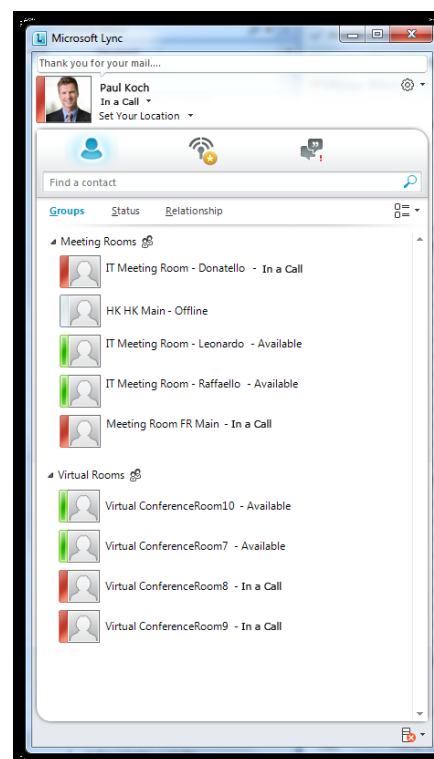 Microsoft Lync
Thank you for your mail....
Paul Koch
In a Call
Set Your Location
Find a contact
Groups Status Relationship
Meeting Rooms
IT Meeting Room - Donatello - In a Call
HK HK Main - Offline
IT Meeting Room - Leonardo - Available
IT Meeting Room - Raffaello - Available
Meeting Room FR Main - In a Call
Virtual Rooms
Virtual ConferenceRoom10 - Available
Virtual ConferenceRoom7 - Available
Virtual ConferenceRoom8 - In a Call
Virtual ConferenceRoom9 - In a Call